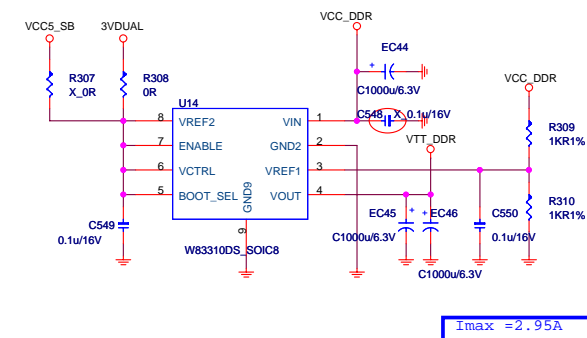 VCC_DDR
VCC5_SB
3VDUAL
EC44
R307
X_0R
R308
0R
C1000u/6.3V
VCC_DDR
U14
C548
X_0.1u/16V
8
VREF2
VIN
1
R309
1KR1%
VTT_DDR
7
ENABLE
GND2
2
6
VCTRL
VREF1
3
5
BOOT_SEL
VOUT
4
GND9
9
R310
1KR1%
C549
0.1u/16V
EC45
EC46
C550
C1000u/6.3V
0.1u/16V
W83310DS_SOIC8
C1000u/6.3V
Imax =2.95A